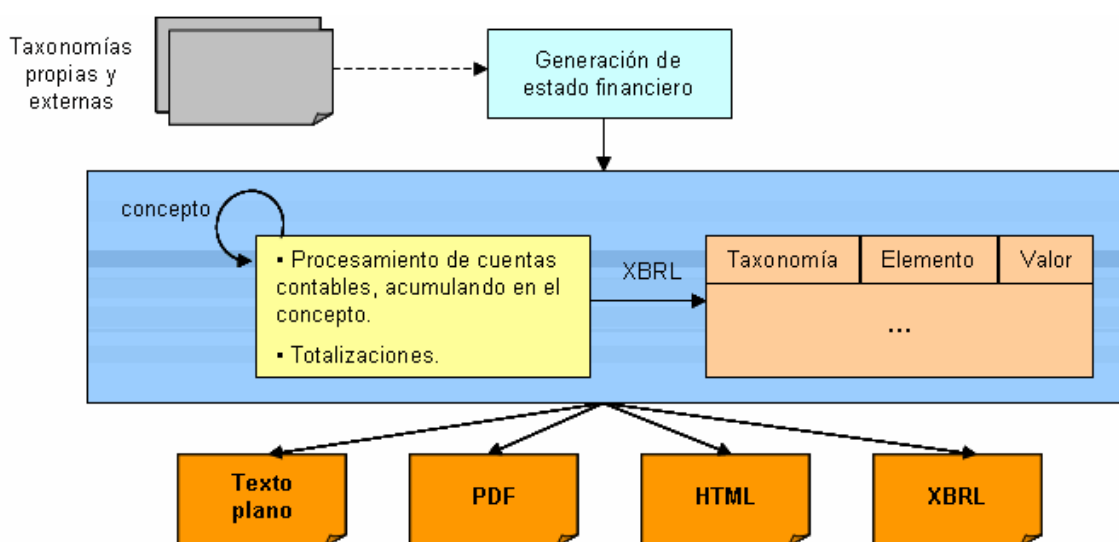 Taxonomías
propias y
externas
Generación de
estado financiero
concepto
▪ Procesamiento de cuentas
contables, acumulando en el
concepto.
▪ Totalizaciones.
XBRL
Taxonomía
Elemento
Valor
...
Texto
plano
PDF
HTML
XBRL